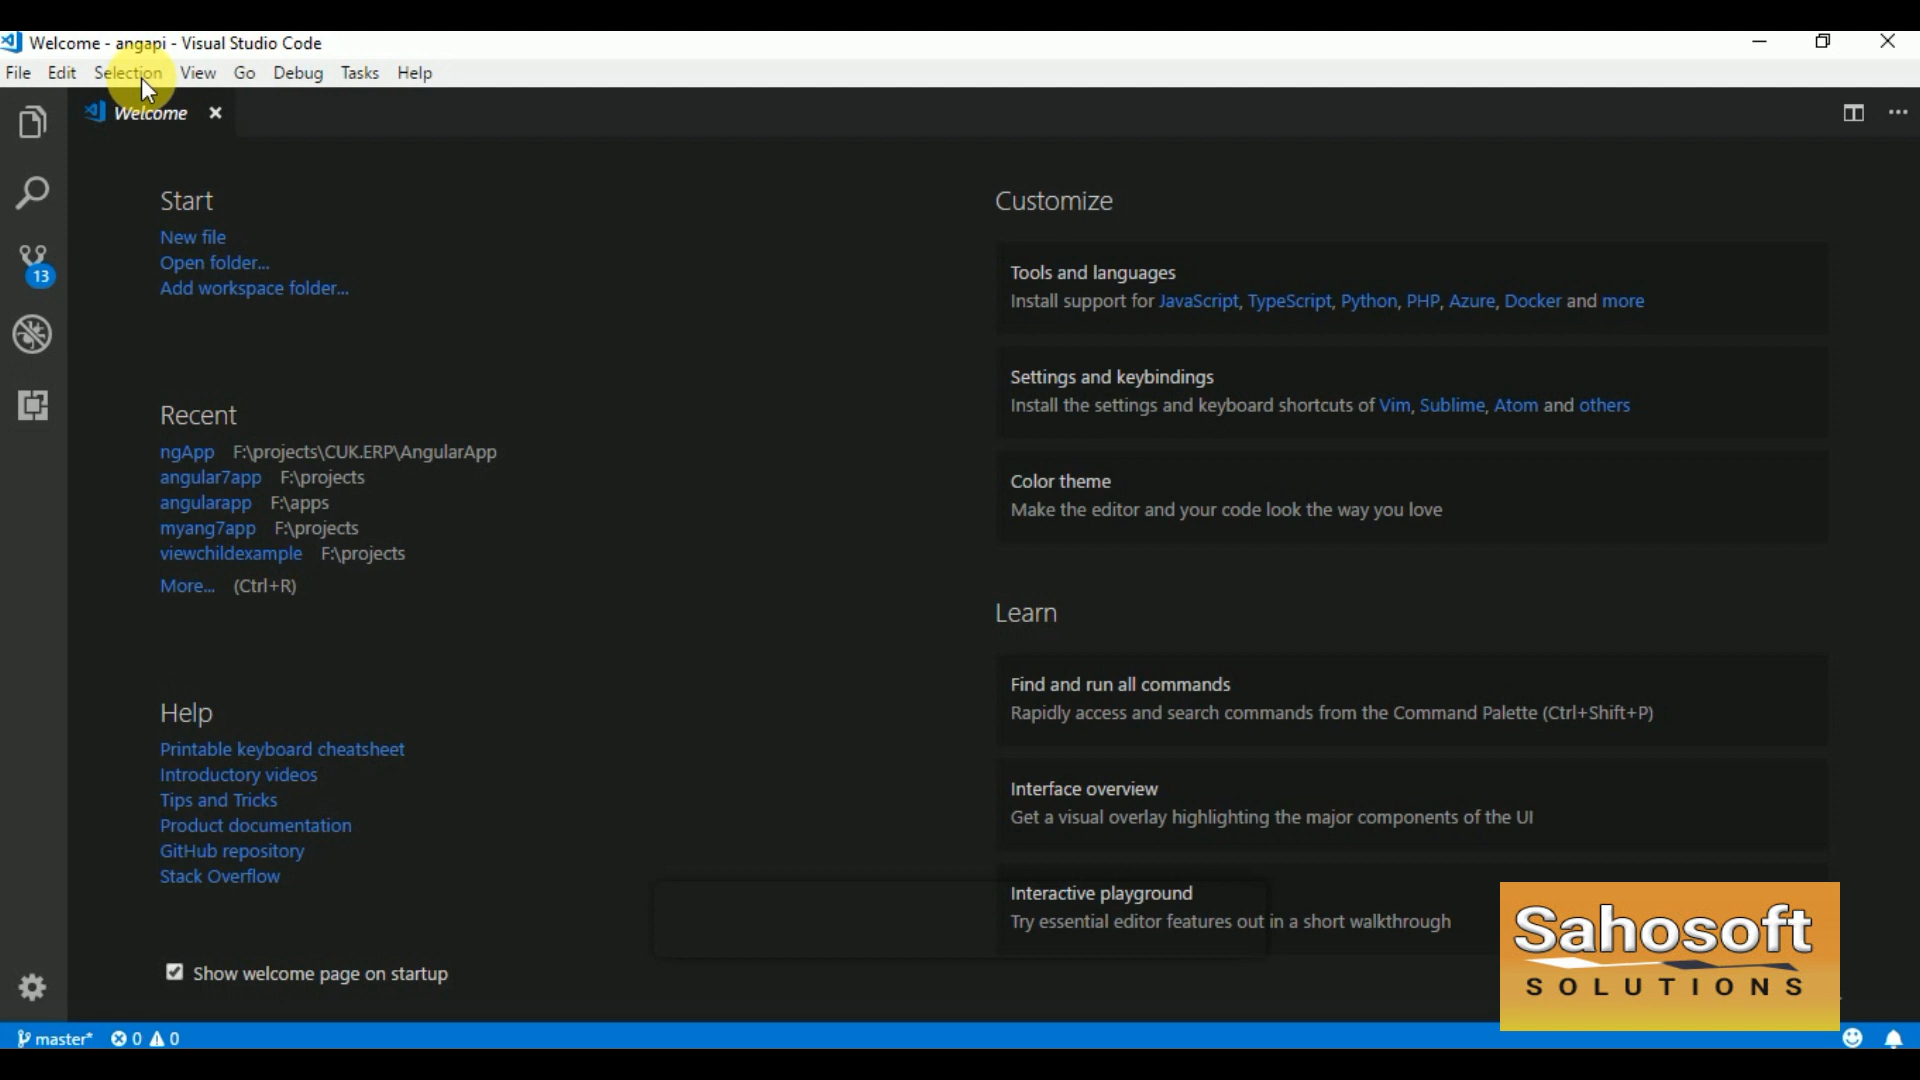 Welcome - angapi - Visual Studio Code
File Edit Selection View Go Debug Tasks Help
Welcome
Start
New file
Open folder...
Add workspace folder...
Recent
ngApp F:\projects\CUK.ERP\AngularApp
angular7app F:\projects
angularapp F:\apps
myang7app F:\projects
viewchildexample F:\projects
More... (Ctrl+R)
Help
Printable keyboard cheatsheet
Introductory videos
Tips and Tricks
Product documentation
GitHub repository
Stack Overflow
Show welcome page on startup
Customize
Tools and languages
Install support for JavaScript, TypeScript, Python, PHP, Azure, Docker and more
Settings and keybindings
Install the settings and keyboard shortcuts of Vim, Sublime, Atom and others
Color theme
Make the editor and your code look the way you love
Learn
Find and run all commands
Rapidly access and search commands from the Command Palette (Ctrl+Shift+P)
Interface overview
Get a visual overlay highlighting the major components of the UI
Interactive playground
Try essential editor features out in a short walkthrough
13
Sahosoft
SOLUTIONS
master* 0 0